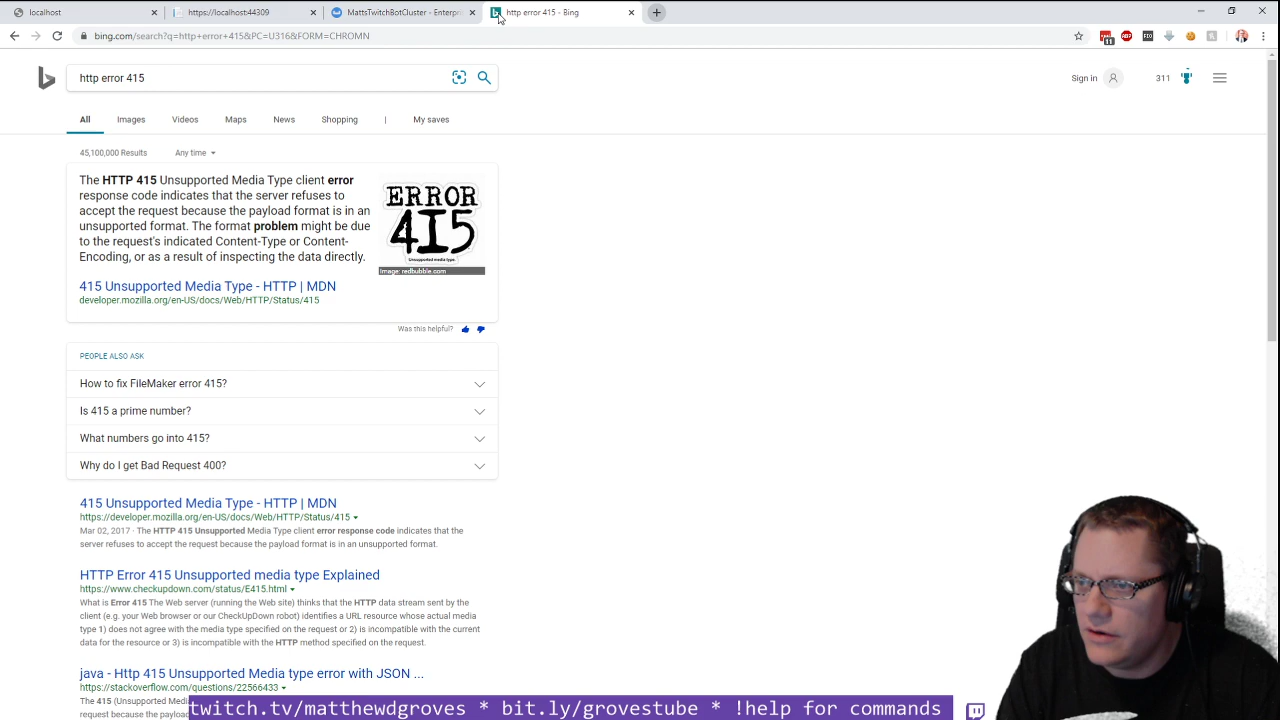 localhost
https://localhost:44309
MattsTwitchBotCluster - Enterpri
http error 415 - Bing
bing.com/search?q=http+error+415&PC=U316&FORM=CHROMN
11
http error 415
Sign in
311
All
Images
Videos
Maps
News
Shopping
|
My saves
45,100,000 Results
Any time
The HTTP 415 Unsupported Media Type client error
response code indicates that the server refuses to
accept the request because the payload format is in an
unsupported format. The format problem might be due
to the request's indicated Content-Type or Content-
Encoding, or as a result of inspecting the data directly.
ERROR
415
Unsupported media type.
Image: redbubble.com
415 Unsupported Media Type - HTTP | MDN
developer.mozilla.org/en-US/docs/Web/HTTP/Status/415
Was this helpful?
PEOPLE ALSO ASK
How to fix FileMaker error 415?
Is 415 a prime number?
What numbers go into 415?
Why do I get Bad Request 400?
415 Unsupported Media Type - HTTP | MDN
https://developer.mozilla.org/en-US/docs/Web/HTTP/Status/415
Mar 02, 2017 · The HTTP 415 Unsupported Media Type client error response code indicates that the
server refuses to accept the request because the payload format is in an unsupported format.
HTTP Error 415 Unsupported media type Explained
https://www.checkupdown.com/status/E415.html
What is Error 415 The Web server (running the Web site) thinks that the HTTP data stream sent by the
client (e.g. your Web browser or our CheckUpDown robot) identifies a URL resource whose actual media
type 1) does not agree with the media type specified on the request or 2) is incompatible with the current
data for the resource or 3) is incompatible with the HTTP method specified on the request.
java - Http 415 Unsupported Media type error with JSON ...
https://stackoverflow.com/questions/22566433
The 415 (Unsu
because the payload
twitch.tv/matthewdgroves * bit.ly/grovestube * !help for commands